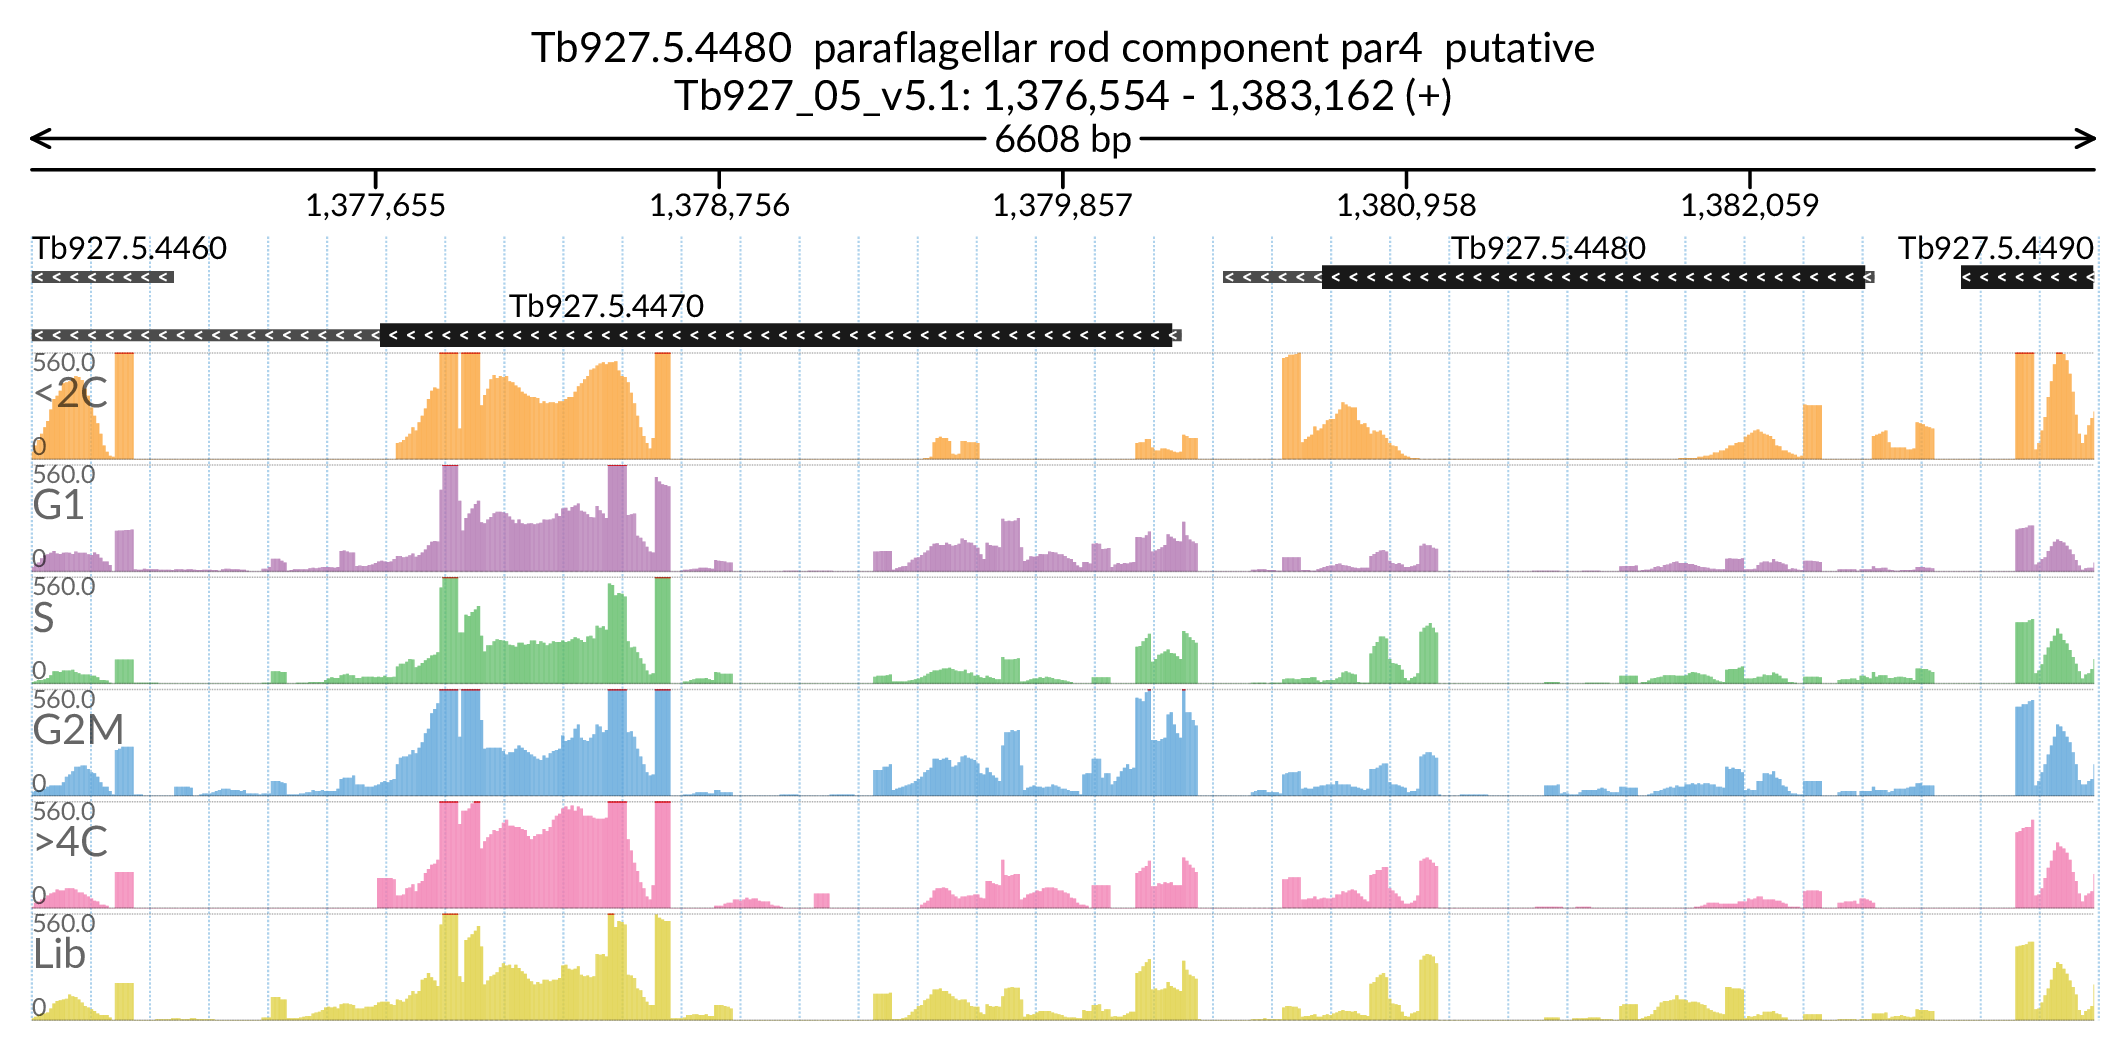 Tb927.5.4480  paraflagellar rod component par4  putative
Tb927_05_v5.1: 1,376,554 - 1,383,162 (+)
6608 bp
1,377,655 1,378,756 1,379,857 1,380,958 1,382,059
Tb927.5.4460 Tb927.5.4480 Tb927.5.4490
Tb927.5.4470
560.0
<2C
0
560.0
G1
0
560.0
S
0
560.0
G2M
0
560.0
>4C
0
560.0
Lib
0